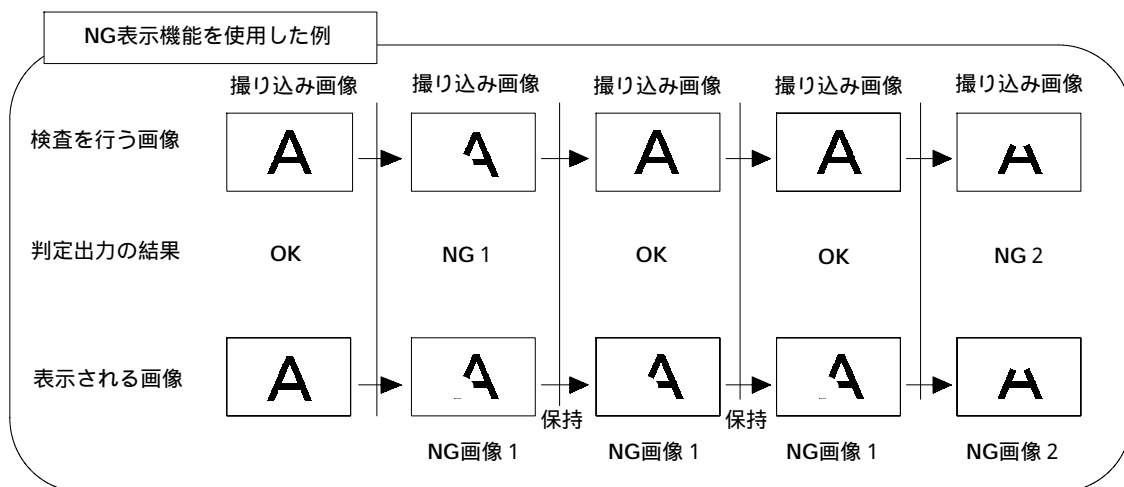 NG表示機能を使用した例
撮り込み画像 撮り込み画像 撮り込み画像 撮り込み画像 撮り込み画像
検査を行う画像 A A A A A
判定出力の結果 OK NG 1 OK OK NG 2
表示される画像 A A A A A
保持 保持
NG画像 1 NG画像 1 NG画像 1 NG画像 2